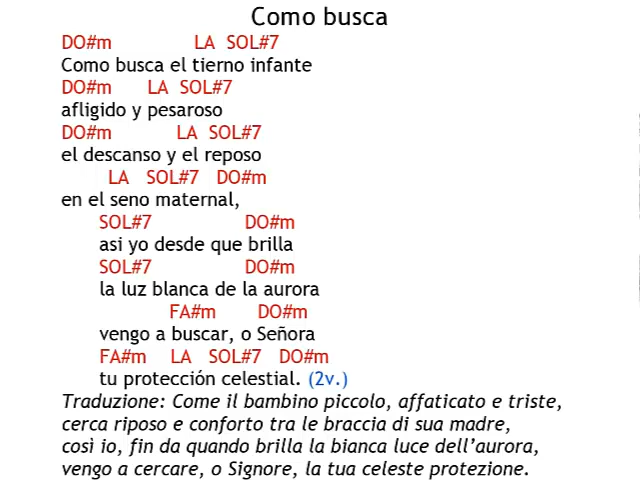 Como busca
DO#m LA SOL#7
Como busca el tierno infante
DO#m LA SOL#7
afligido y pesaroso
DO#m LA SOL#7
el descanso y el reposo
LA SOL#7 DO#m
en el seno maternal,
SOL#7 DO#m
asi yo desde que brilla
SOL#7 DO#m
la luz blanca de la aurora
FA#m DO#m
vengo a buscar, o Señora
FA#m LA SOL#7 DO#m
tu protección celestial. (2v.)
Traduzione: Come il bambino piccolo, affaticato e triste,
cerca riposo e conforto tra le braccia di sua madre,
così io, fin da quando brilla la bianca luce dell’aurora,
vengo a cercare, o Signore, la tua celeste protezione.